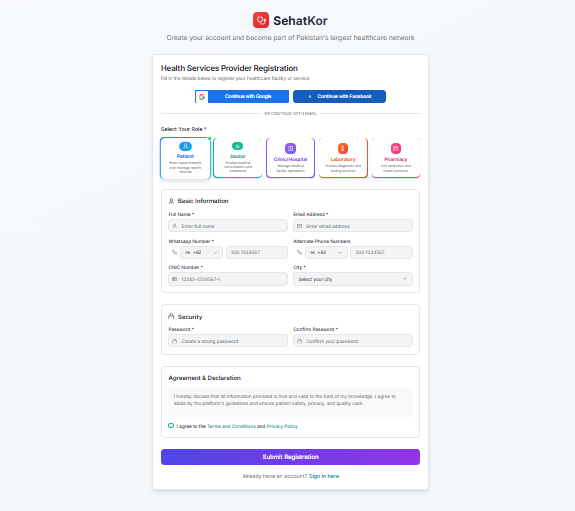 SehatKor
Create your account and become part of Pakistan's largest healthcare network
Health Services Provider Registration
Fill in the details below to register your healthcare facility or service
G Continue with Google
Continue with Facebook
OR CONTINUE WITH EMAIL
Select Your Role *
Patient
and manage health
records
Doctor
Provide medical
consultations and
treatments
Clinic/Hospital
Manage medical
facility operations
Laboratory
Provide diagnostic and
testing services
Pharmacy
Sell medicines and
health products
Basic Information
Full Name *
Enter full name
Email Address *
Enter email address
Whatsapp Number *
PK +92
300 1234567
Alternate Phone Numbers
PK +92
300 1234567
CNIC Number *
12345-1234567-1
City *
Select your city
Security
Password *
Create a strong password
Confirm Password *
Confirm your password
Agreement & Declaration
I hereby declare that all information provided is true and valid to the best of my knowledge. I agree to
abide by the platform's guidelines and ensure patient safety, privacy, and quality care.
I agree to the Terms and Conditions and Privacy Policy
Submit Registration
Already have an account? Sign in here